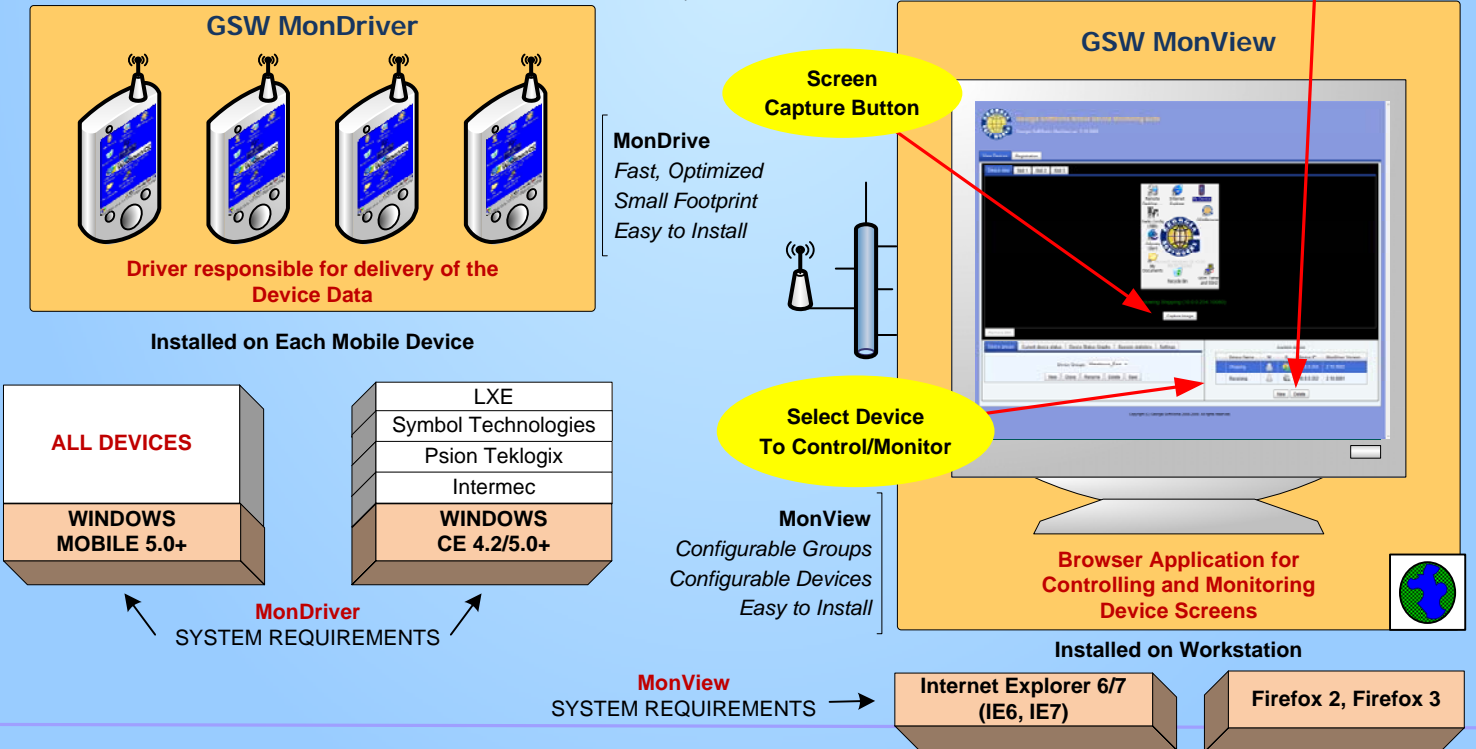 GSW MonDriver
Driver responsible for delivery of the
Device Data
Installed on Each Mobile Device
MonDrive
Fast, Optimized
Small Footprint
Easy to Install
ALL DEVICES
WINDOWS
MOBILE 5.0+
LXE
Symbol Technologies
Psion Teklogix
Intermec
WINDOWS
CE 4.2/5.0+
MonDriver
SYSTEM REQUIREMENTS
GSW MonView
Screen
Capture Button
Select Device
To Control/Monitor
MonView
Configurable Groups
Configurable Devices
Easy to Install
Browser Application for
Controlling and Monitoring
Device Screens
Installed on Workstation
MonView
SYSTEM REQUIREMENTS
Internet Explorer 6/7
(IE6, IE7)
Firefox 2, Firefox 3